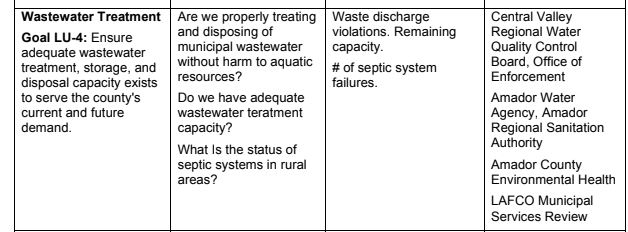 Wastewater Treatment
Goal LU-4: Ensure
adequate wastewater
treatment, storage, and
disposal capacity exists
to serve the county's
current and future
demand.
Are we properly treating
and disposing of
municipal wastewater
without harm to aquatic
resources?
Do we have adequate
wastewater teratment
capacity?
What Is the status of
septic systems in rural
areas?
Waste discharge
violations. Remaining
capacity.
# of septic system
failures.
Central Valley
Regional Water
Quality Control
Board, Office of
Enforcement
Amador Water
Agency, Amador
Regional Sanitation
Authority
Amador County
Environmental Health
LAFCO Municipal
Services Review